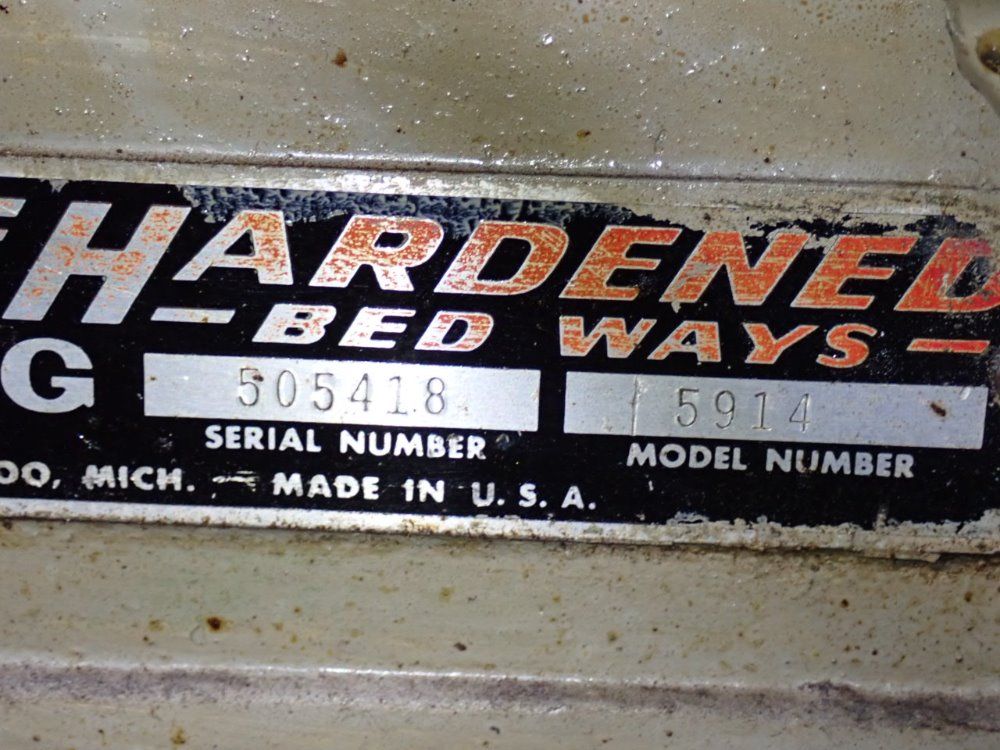 HARDENED
— BED WAYS —
G 505418 5914
SERIAL NUMBER MODEL NUMBER
OO, MICH. — MADE IN U. S. A.